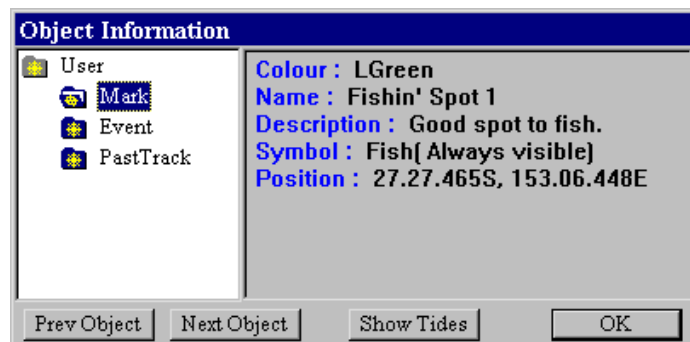 Object Information
User
Mark
Event
PastTrack
Colour : LGreen
Name : Fishin' Spot 1
Description : Good spot to fish.
Symbol : Fish( Always visible)
Position : 27.27.465S, 153.06.448E
Prev Object Next Object Show Tides OK